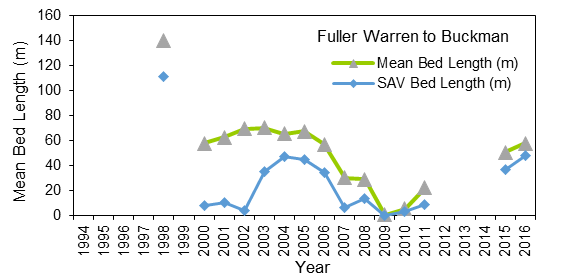 Fuller Warren to Buckman
Mean Bed Length (m)
SAV Bed Length (m)
Mean Bed Length (m)
160
140
120
100
80
60
40
20
0
1994 1995 1996 1997 1998 1999 2000 2001 2002 2003 2004 2005 2006 2007 2008 2009 2010 2011 2012 2013 2014 2015 2016
Year